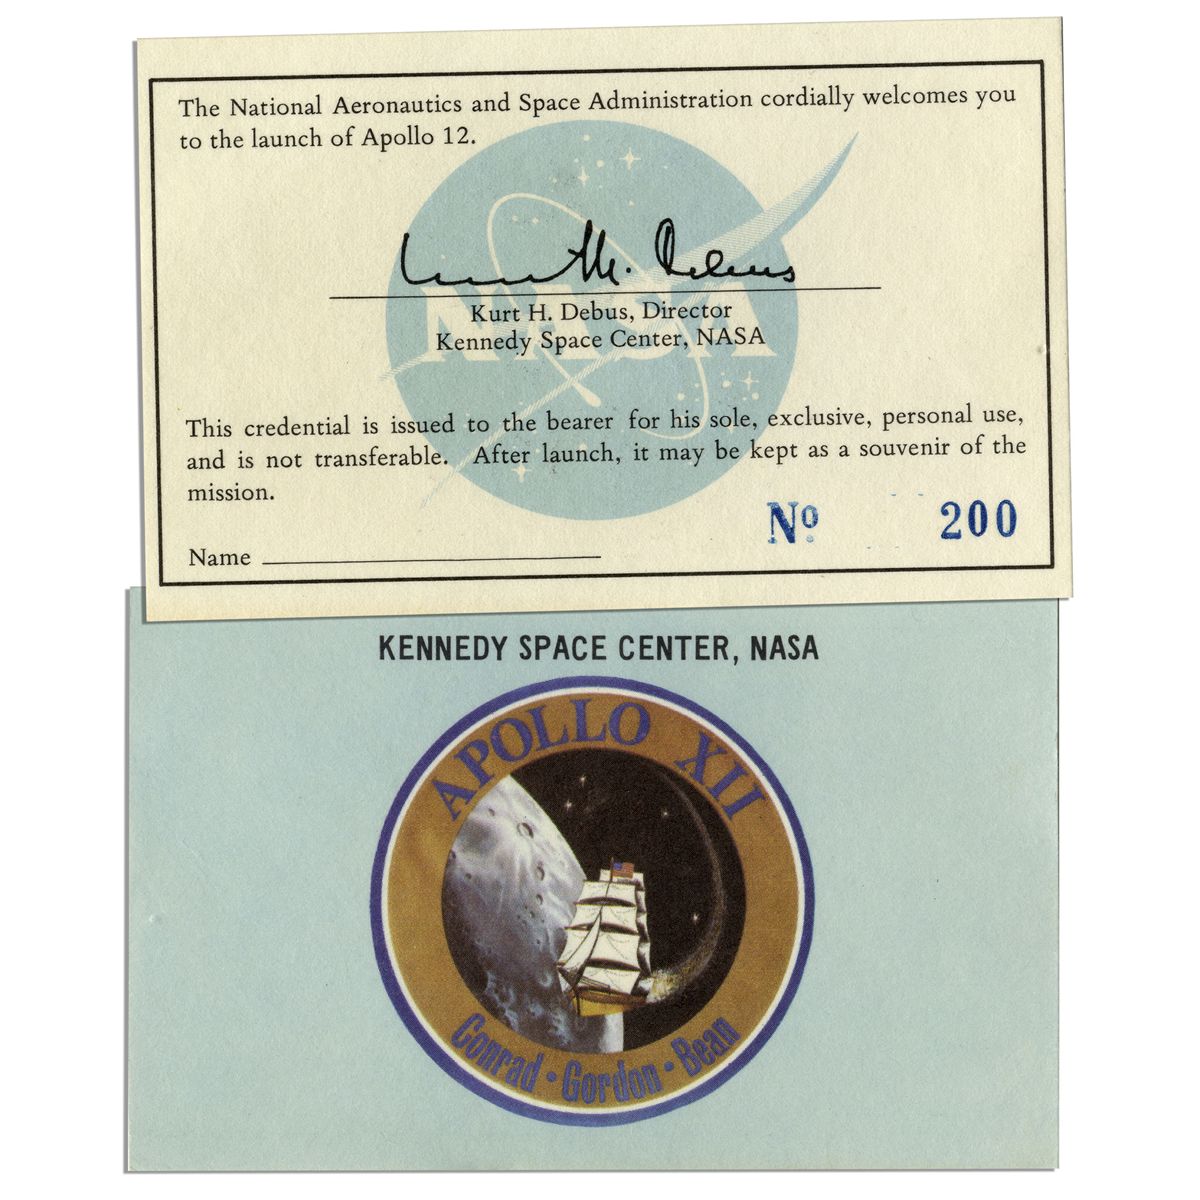 The National Aeronautics and Space Administration cordially welcomes you
to the launch of Apollo 12.
Kurt H. Debus
NASA
Kurt H. Debus, Director
Kennedy Space Center, NASA
This credential is issued to the bearer for his sole, exclusive, personal use,
and is not transferable. After launch, it may be kept as a souvenir of the
mission.
Nº 200
Name
KENNEDY SPACE CENTER, NASA
APOLLO XII
Conrad · Gordon · Bean